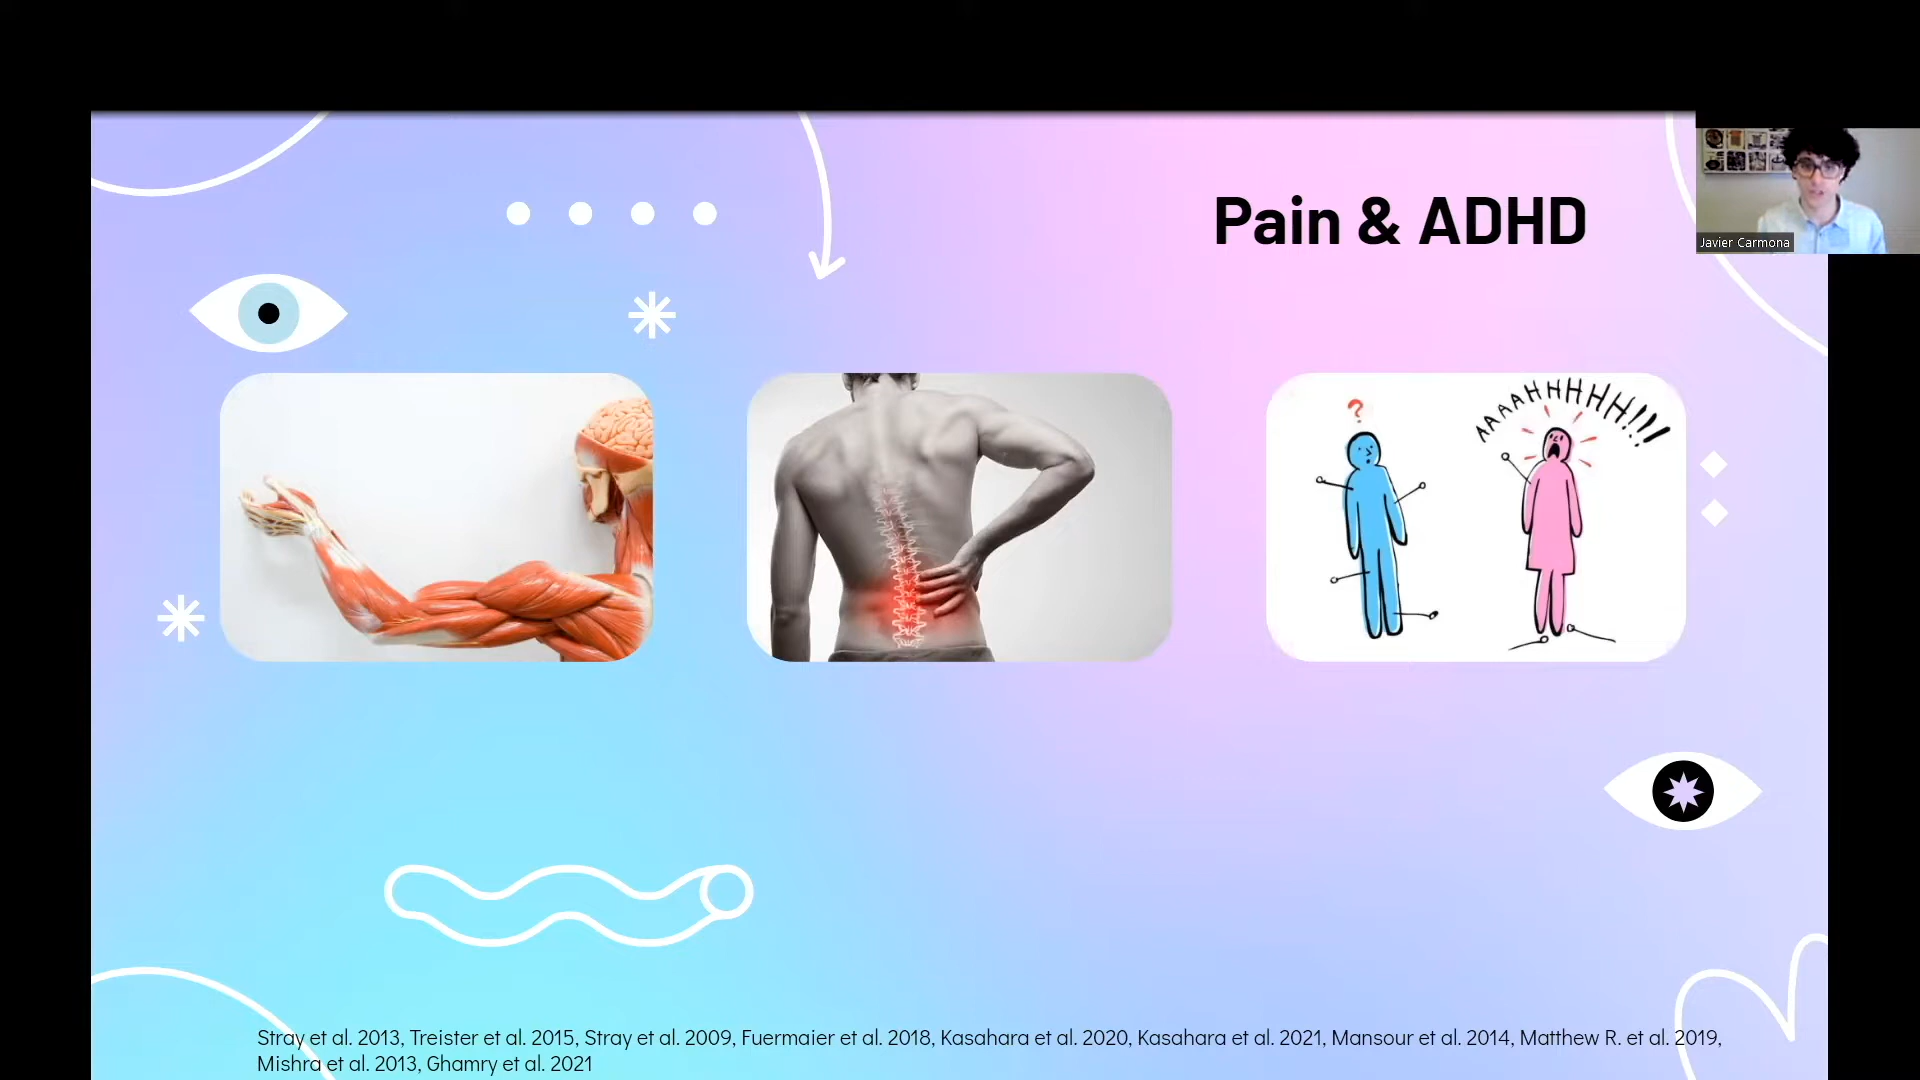 Pain & ADHD
Javier Carmona
?
AAAAHHHHHH!!!
Stray et al. 2013, Treister et al. 2015, Stray et al. 2009, Fuermaier et al. 2018, Kasahara et al. 2020, Kasahara et al. 2021, Mansour et al. 2014, Matthew R. et al. 2019,
Mishra et al. 2013, Ghamry et al. 2021